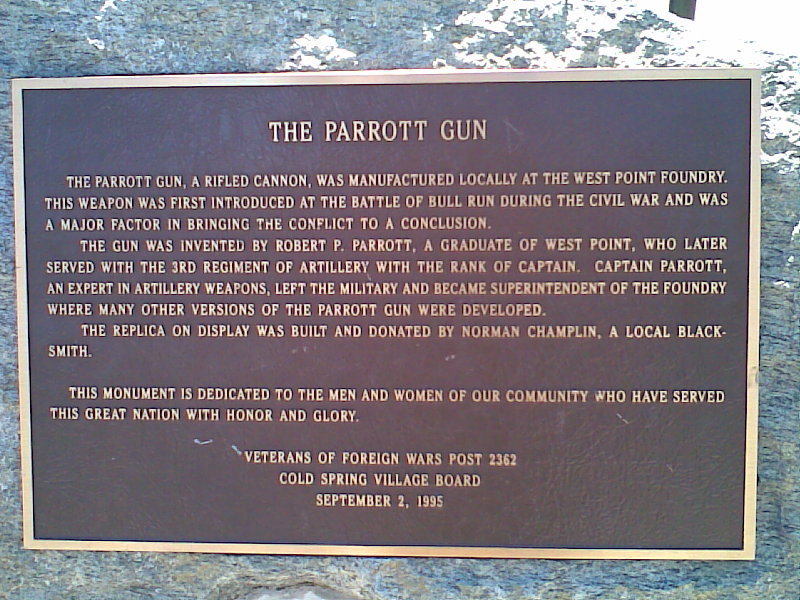 THE PARROTT GUN
THE PARROTT GUN, A RIFLED CANNON, WAS MANUFACTURED LOCALLY AT THE WEST POINT FOUNDRY.
THIS WEAPON WAS FIRST INTRODUCED AT THE BATTLE OF BULL RUN DURING THE CIVIL WAR AND WAS
A MAJOR FACTOR IN BRINGING THE CONFLICT TO A CONCLUSION.
THE GUN WAS INVENTED BY ROBERT P. PARROTT, A GRADUATE OF WEST POINT, WHO LATER
SERVED WITH THE 3RD REGIMENT OF ARTILLERY WITH THE RANK OF CAPTAIN. CAPTAIN PARROTT,
AN EXPERT IN ARTILLERY WEAPONS, LEFT THE MILITARY AND BECAME SUPERINTENDENT OF THE FOUNDRY
WHERE MANY OTHER VERSIONS OF THE PARROTT GUN WERE DEVELOPED.
THE REPLICA ON DISPLAY WAS BUILT AND DONATED BY NORMAN CHAMPLIN, A LOCAL BLACK-
SMITH.
THIS MONUMENT IS DEDICATED TO THE MEN AND WOMEN OF OUR COMMUNITY WHO HAVE SERVED
THIS GREAT NATION WITH HONOR AND GLORY.
VETERANS OF FOREIGN WARS POST 2362
COLD SPRING VILLAGE BOARD
SEPTEMBER 2, 1995